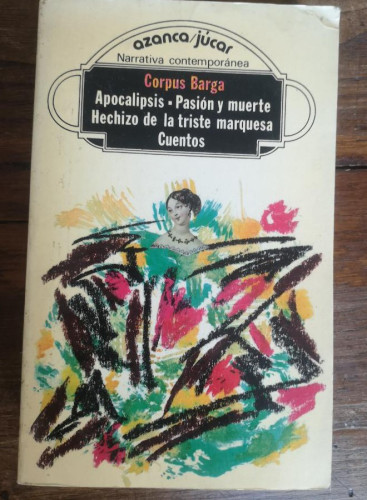 azanca/júcar
Narrativa contemporánea
Corpus Barga
Apocalipsis ▪ Pasión y muerte
Hechizo de la triste marquesa
Cuentos